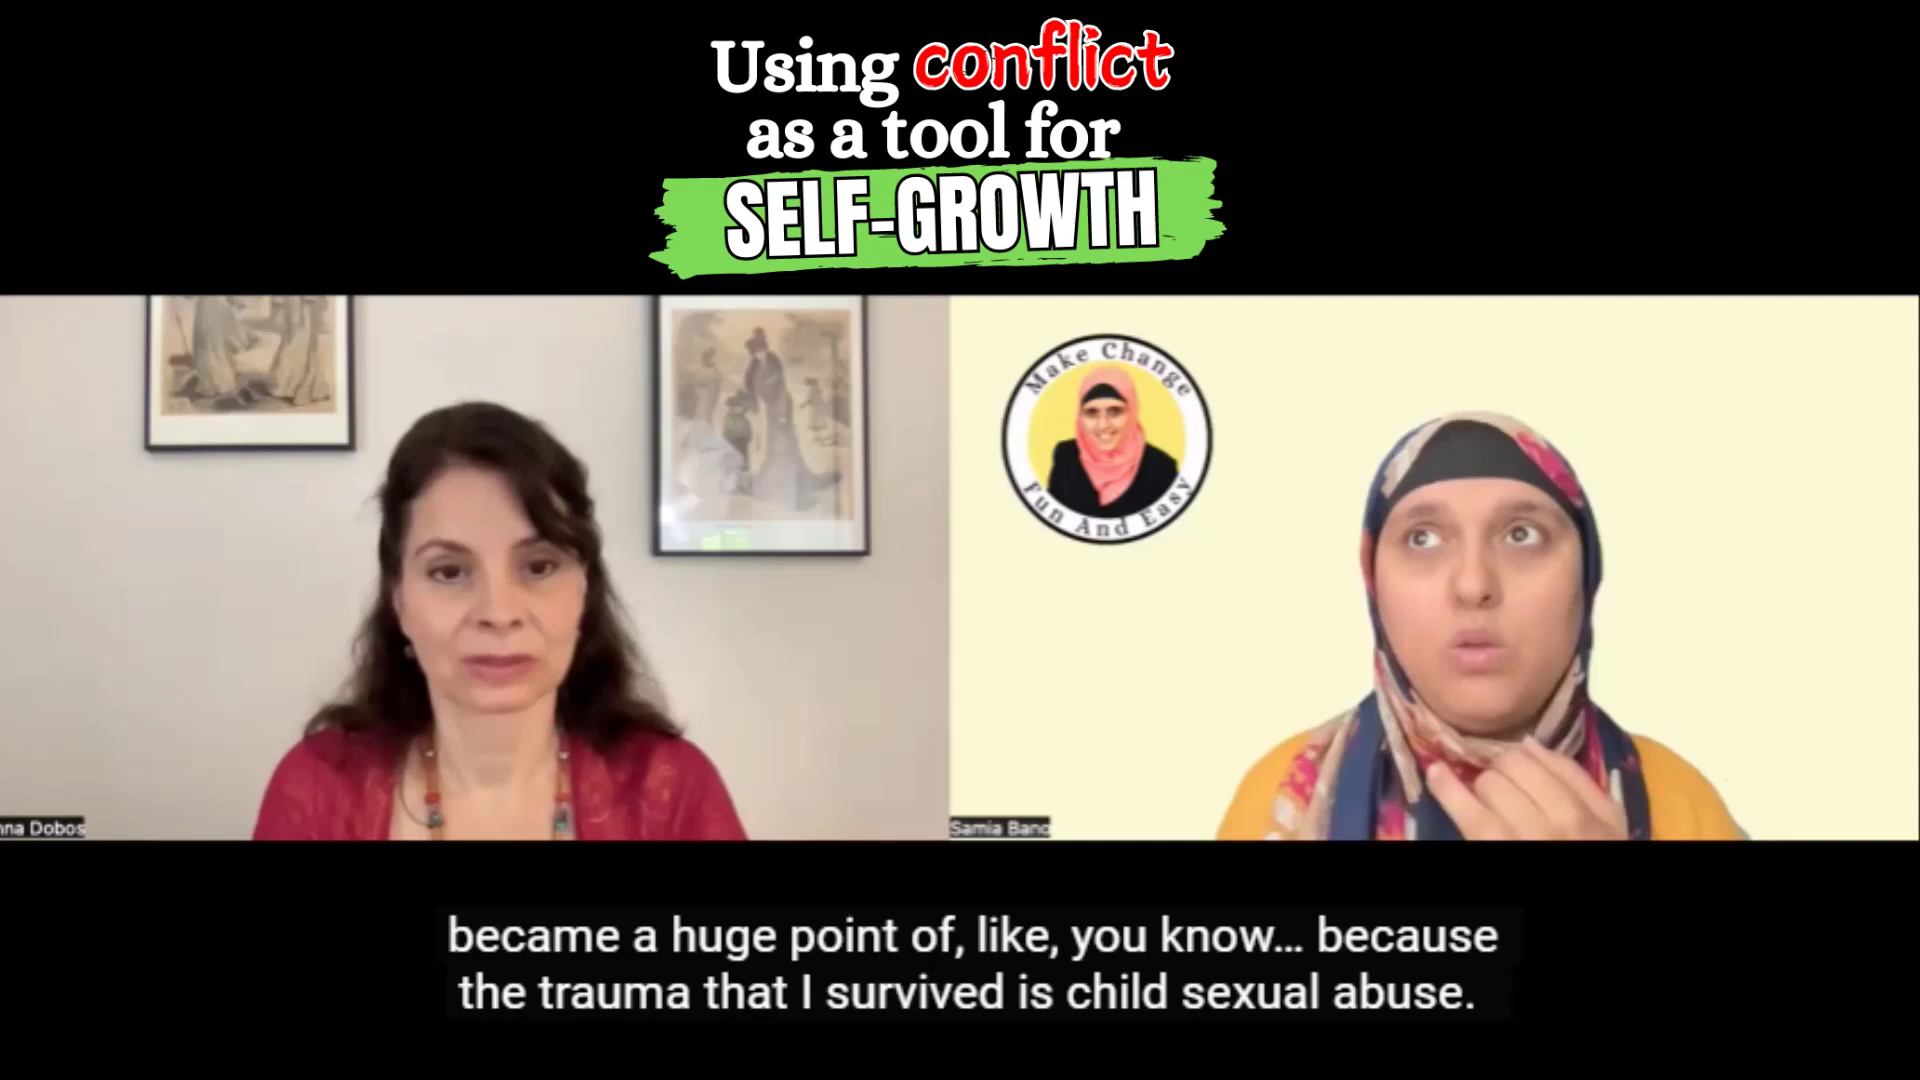 Using conflict
as a tool for
SELF-GROWTH
Make Change
Fun And Easy
Dobos
Samia Bano
became a huge point of, like, you know... because
the trauma that I survived is child sexual abuse.